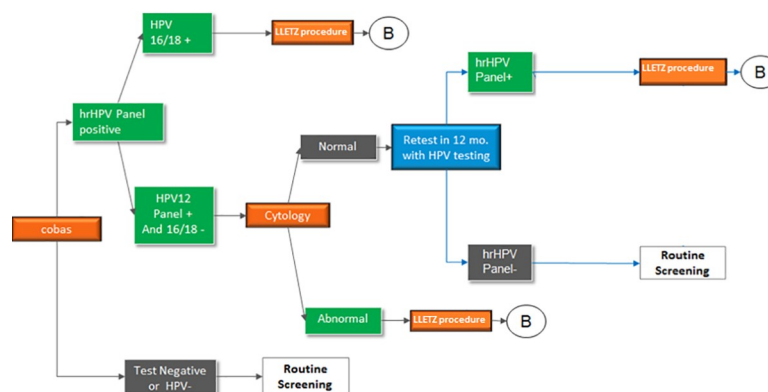 HPV
16/18 +
LLETZ procedure
B
hrHPV Panel
positive
hrHPV
Panel+
LLETZ procedure
B
Normal
Retest in 12 mo.
with HPV testing
HPV12
Panel +
And 16/18 -
Cytology
cobas
hrHPV
Panel-
Routine
Screening
Abnormal
LLETZ procedure
B
Test Negative
or HPV-
Routine
Screening